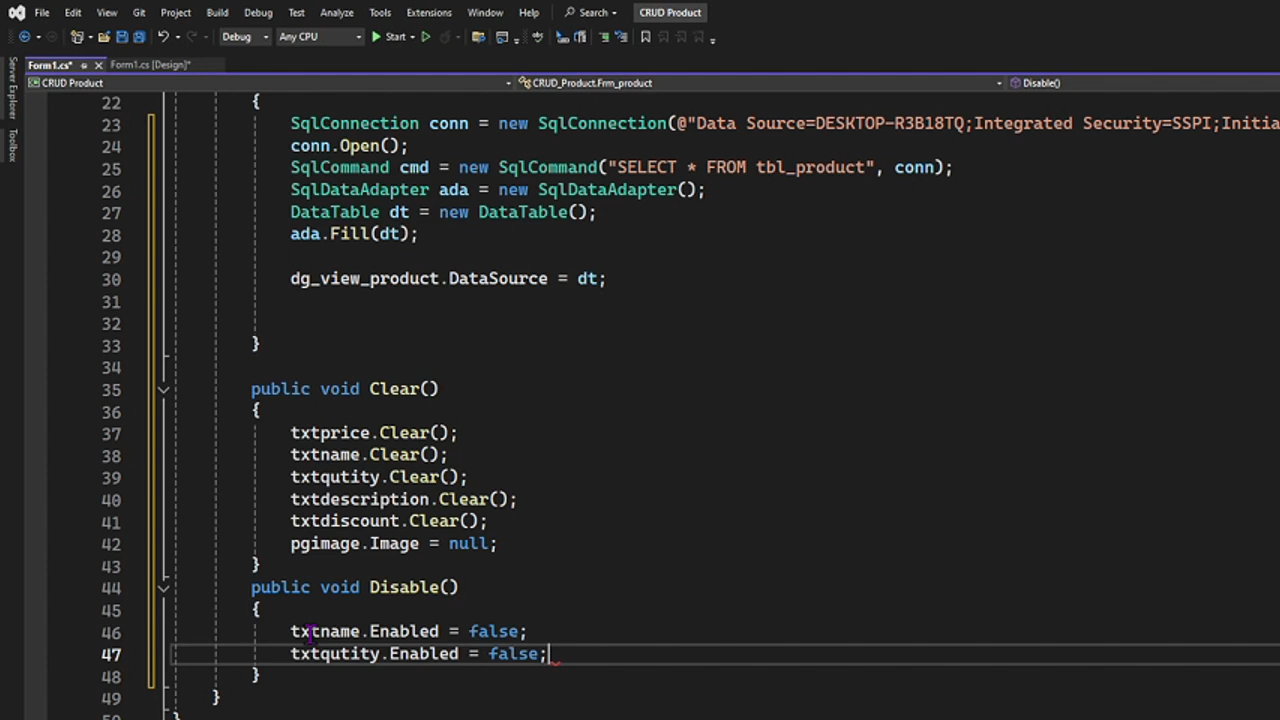 File Edit View Git Project Build Debug Test Analyze Tools Extensions Window Help Search CRUD Product
Debug Any CPU Start
Form1.cs* Form1.cs [Design]*
CRUD Product CRUD_Product.Frm_product Disable()
Server Explorer
Toolbox
22 {
23 SqlConnection conn = new SqlConnection(@"Data Source=DESKTOP-R3B18TQ;Integrated Security=SSPI;Initia
24 conn.Open();
25 SqlCommand cmd = new SqlCommand("SELECT * FROM tbl_product", conn);
26 SqlDataAdapter ada = new SqlDataAdapter();
27 DataTable dt = new DataTable();
28 ada.Fill(dt);
29
30 dg_view_product.DataSource = dt;
31
32
33 }
34
35 public void Clear()
36 {
37 txtprice.Clear();
38 txtname.Clear();
39 txtqutity.Clear();
40 txtdescription.Clear();
41 txtdiscount.Clear();
42 pgimage.Image = null;
43 }
44 public void Disable()
45 {
46 txtname.Enabled = false;
47 txtqutity.Enabled = false;
48 }
49 }
50 }